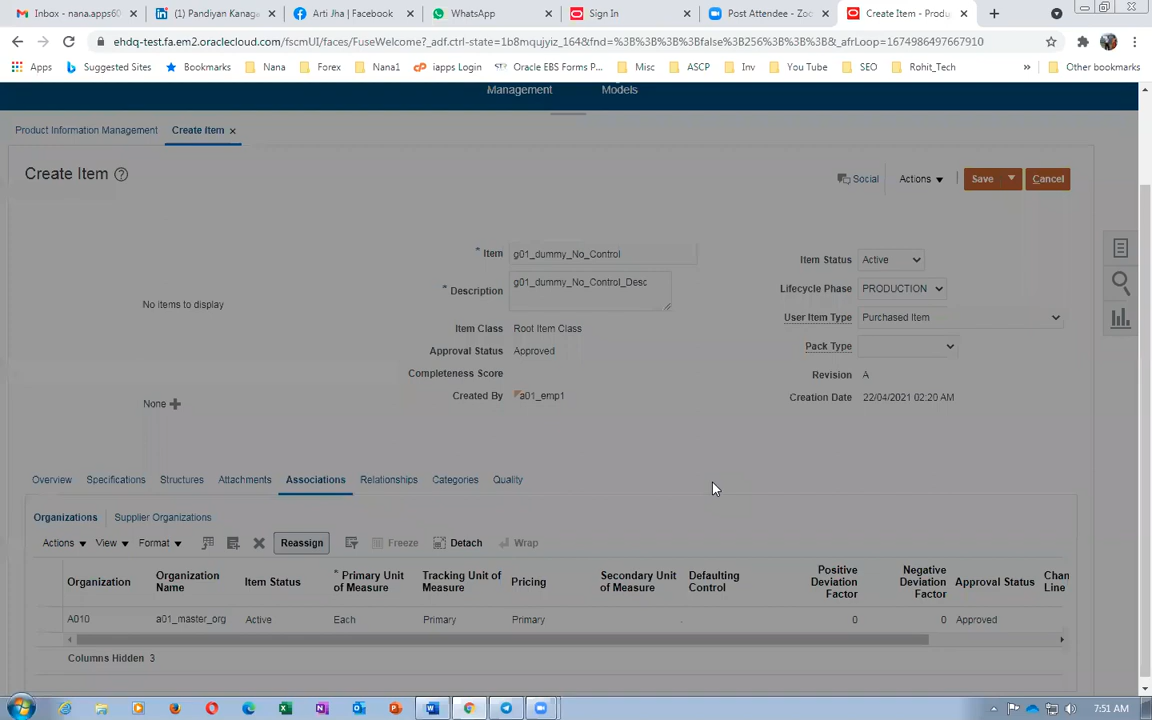 Inbox - nana.apps60
(1) Pandiyan Kanaga
Arti Jha | Facebook
WhatsApp
Sign In
Post Attendee - Zoo
Create Item - Produ
ehdq-test.fa.em2.oraclecloud.com/fscmUI/faces/FuseWelcome?_adf.ctrl-state=1b8mqujyiz_164&fnd=%3B%3B%3B%3Bfalse%3B256%3B%3B%3B&_afrLoop=1674986497667910
Apps
Suggested Sites
Bookmarks
Nana
Forex
Nana1
iapps Login
Oracle EBS Forms P...
Misc
ASCP
Inv
You Tube
SEO
Rohit_Tech
»
Other bookmarks
Management
Models
Product Information Management
Create Item
Create Item
Social
Actions
Save
Cancel
* Item g01_dummy_No_Control
* Description g01_dummy_No_Control_Desc
Item Class Root Item Class
Approval Status Approved
Completeness Score
Created By a01_emp1
No items to display
None
Item Status Active
Lifecycle Phase PRODUCTION
User Item Type Purchased Item
Pack Type
Revision A
Creation Date 22/04/2021 02:20 AM
Overview Specifications Structures Attachments Associations Relationships Categories Quality
Organizations Supplier Organizations
Actions View Format Reassign Freeze Detach Wrap
Organization
Organization Name
Item Status
* Primary Unit of Measure
Tracking Unit of Measure
Pricing
Secondary Unit of Measure
Defaulting Control
Positive Deviation Factor
Negative Deviation Factor
Approval Status
Chan Line
A010 a01_master_org Active Each Primary Primary 0 0 Approved
Columns Hidden 3
7:51 AM